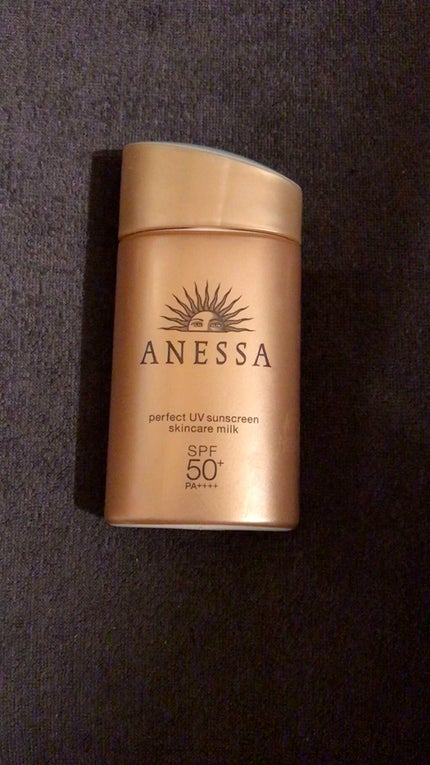 ANESSA
perfect UV sunscreen
skincare milk
SPF
50+
PA++++